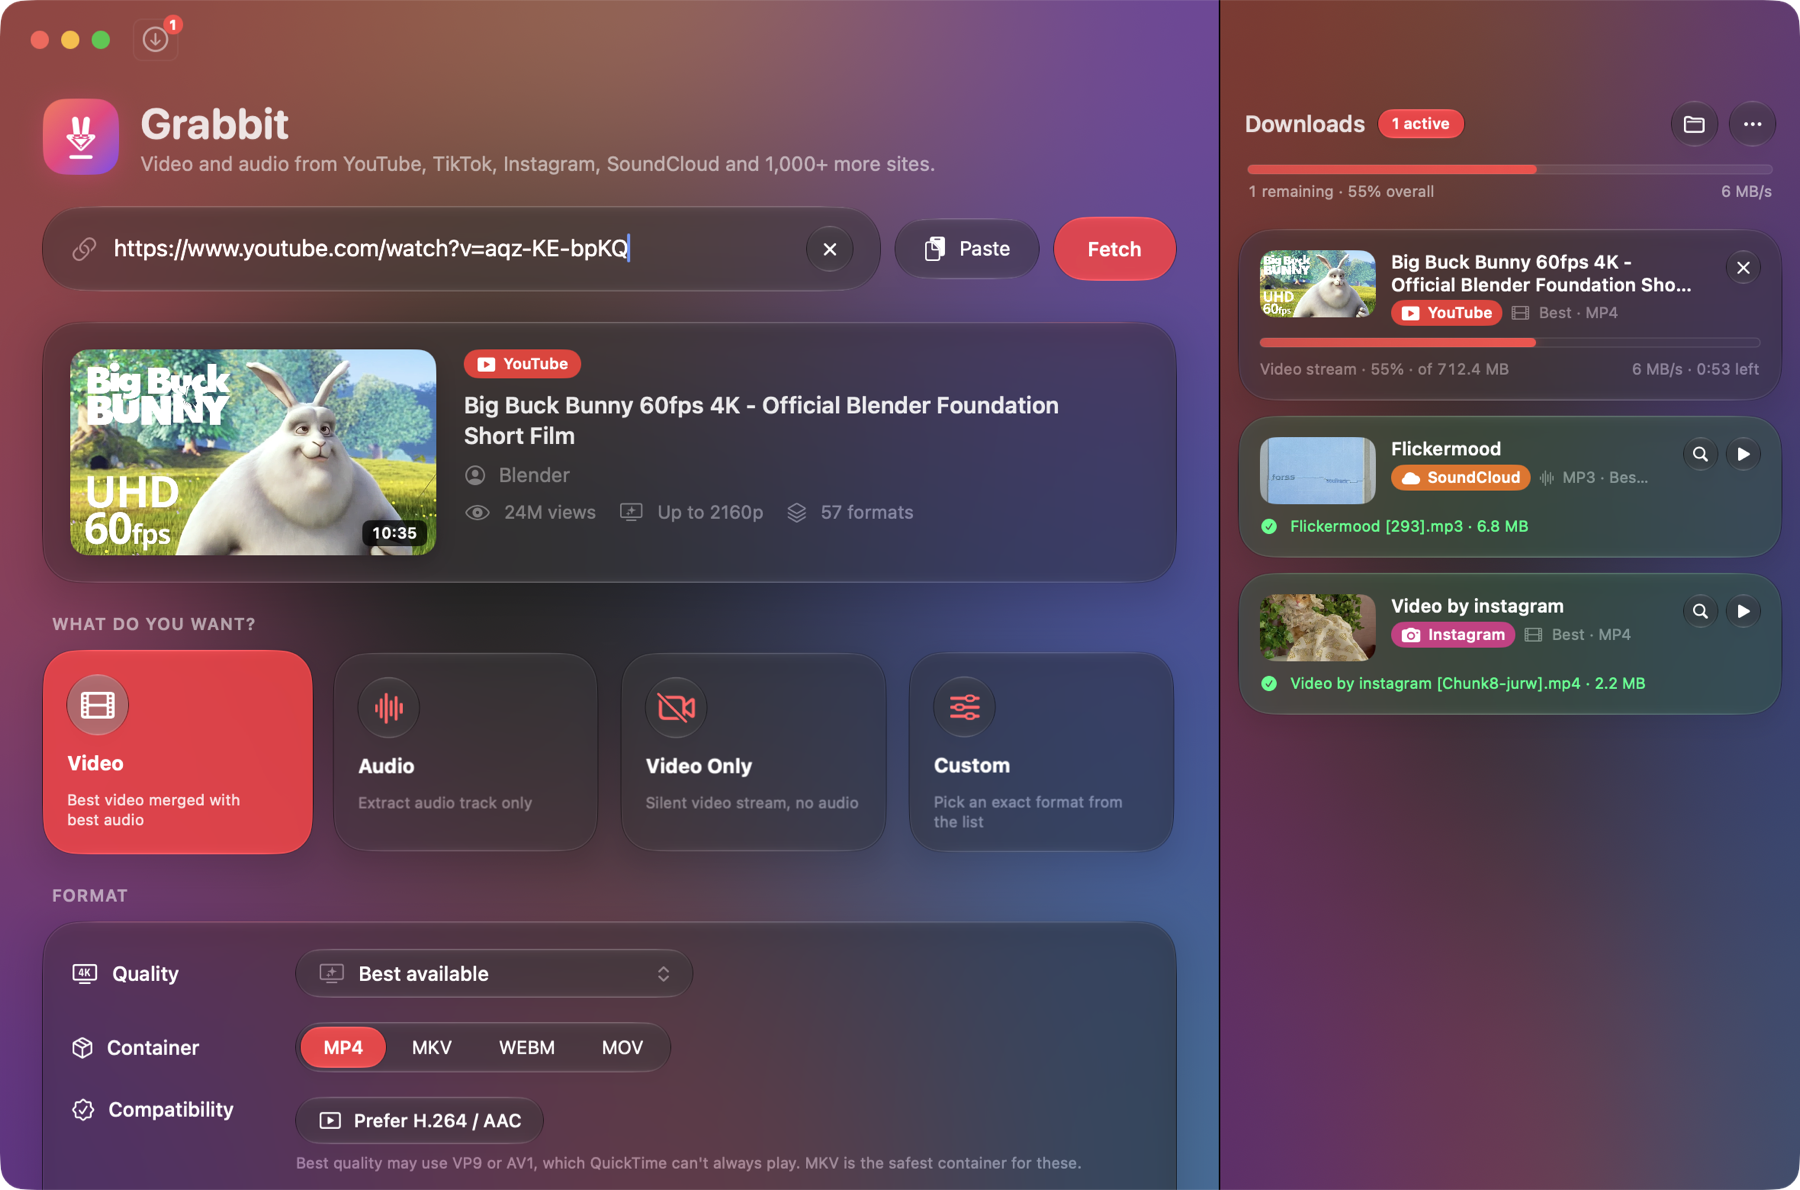 1
Grabbit
Video and audio from YouTube, TikTok, Instagram, SoundCloud and 1,000+ more sites.
https://www.youtube.com/watch?v=aqz-KE-bpKQ
Paste
Fetch
Big Buck
BUNNY
UHD
60fps
10:35
YouTube
Big Buck Bunny 60fps 4K - Official Blender Foundation
Short Film
Blender
24M views
Up to 2160p
57 formats
WHAT DO YOU WANT?
Video
Best video merged with
best audio
Audio
Extract audio track only
Video Only
Silent video stream, no audio
Custom
Pick an exact format from
the list
FORMAT
4K
Quality
Best available
Container
MP4
MKV
WEBM
MOV
Compatibility
Prefer H.264 / AAC
Best quality may use VP9 or AV1, which QuickTime can't always play. MKV is the safest container for these.
Downloads
1 active
1 remaining · 55% overall
6 MB/s
Big Buck
BUNNY
UHD
60fps
Big Buck Bunny 60fps 4K -
Official Blender Foundation Sho...
YouTube
Best · MP4
Video stream · 55% · of 712.4 MB
6 MB/s · 0:53 left
Flickermood
SoundCloud
MP3 · Bes...
Flickermood [293].mp3 · 6.8 MB
Video by instagram
Instagram
Best · MP4
Video by instagram [Chunk8-jurw].mp4 · 2.2 MB